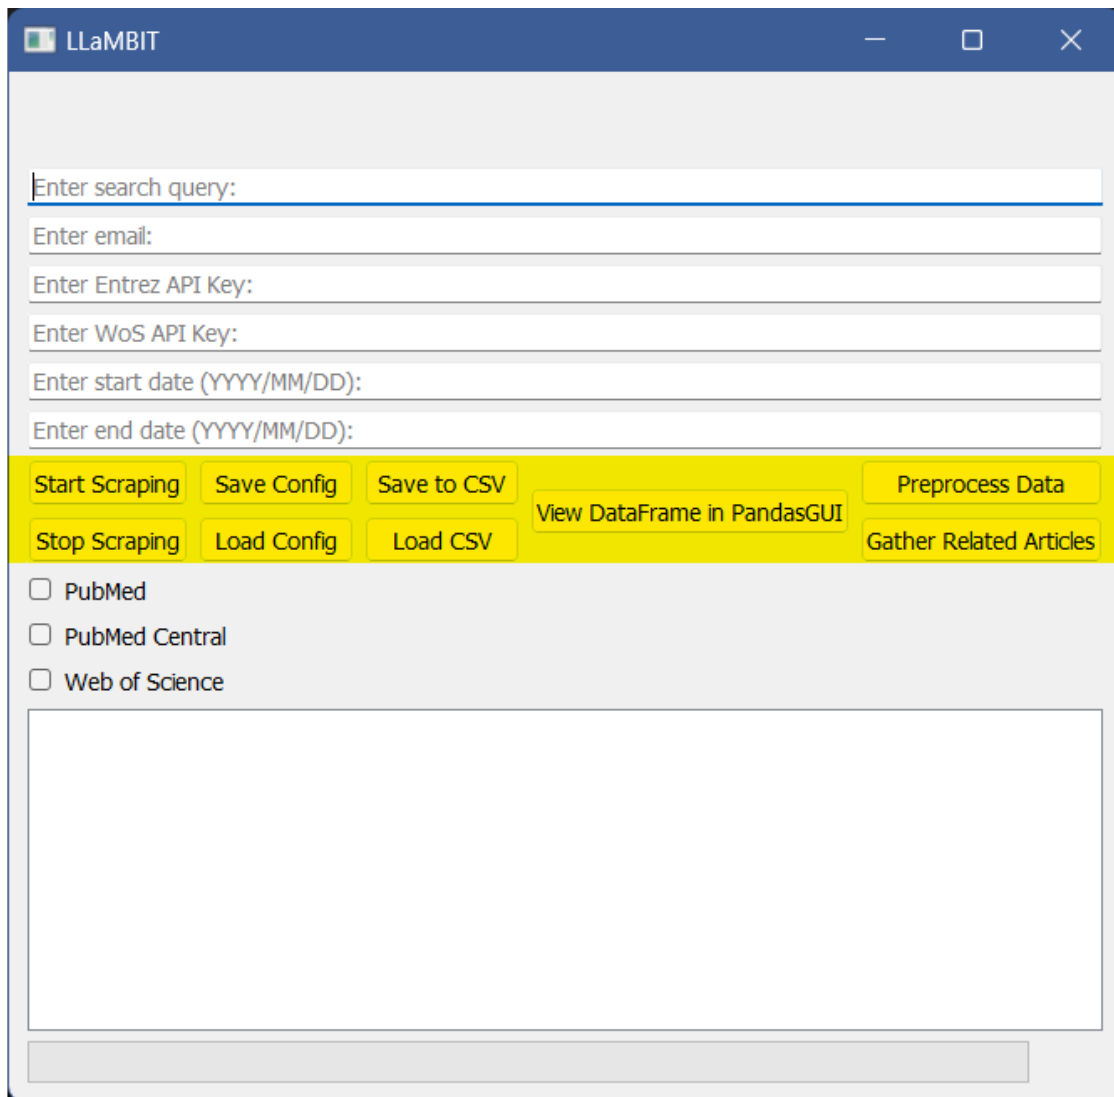 LLaMBIT
Enter search query:
Enter email:
Enter Entrez API Key:
Enter WoS API Key:
Enter start date (YYYY/MM/DD):
Enter end date (YYYY/MM/DD):
Start Scraping Save Config Save to CSV Preprocess Data
View DataFrame in PandasGUI
Stop Scraping Load Config Load CSV Gather Related Articles
PubMed
PubMed Central
Web of Science